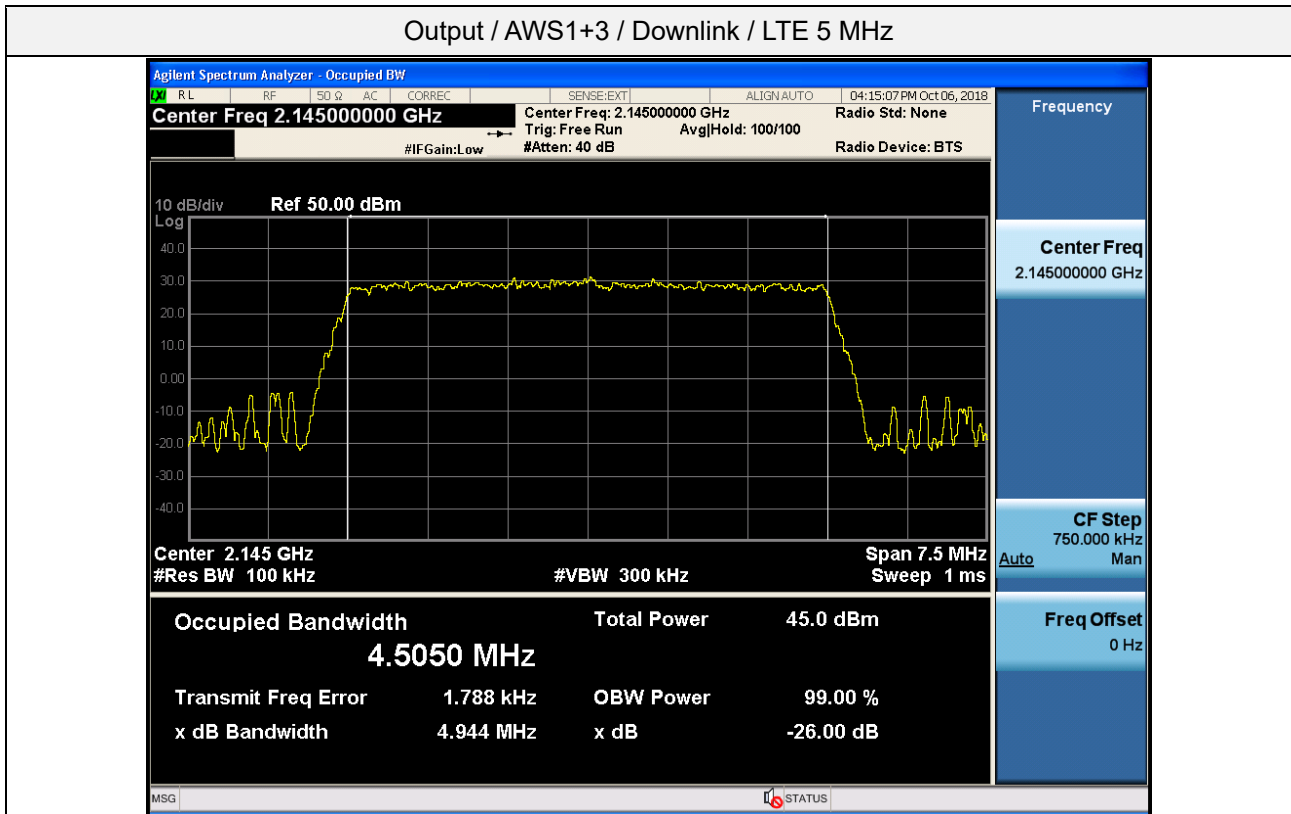 Output / AWS1+3 / Downlink / LTE 5 MHz
Agilent Spectrum Analyzer - Occupied BW
LXI RL RF 50 Ω AC CORREC SENSE:EXT ALIGN AUTO 04:15:07 PM Oct 06, 2018
Center Freq 2.145000000 GHz
Center Freq: 2.145000000 GHz
Radio Std: None
Trig: Free Run Avg|Hold: 100/100
#IFGain:Low #Atten: 40 dB Radio Device: BTS
Frequency
10 dB/div Ref 50.00 dBm
Log
40.0
30.0
20.0
10.0
0.00
-10.0
-20.0
-30.0
-40.0
Center 2.145 GHz Span 7.5 MHz
#Res BW 100 kHz #VBW 300 kHz Sweep 1 ms
Occupied Bandwidth Total Power 45.0 dBm
4.5050 MHz
Transmit Freq Error 1.788 kHz OBW Power 99.00 %
x dB Bandwidth 4.944 MHz x dB -26.00 dB
Center Freq
2.145000000 GHz
CF Step
750.000 kHz
Auto Man
Freq Offset
0 Hz
MSG STATUS